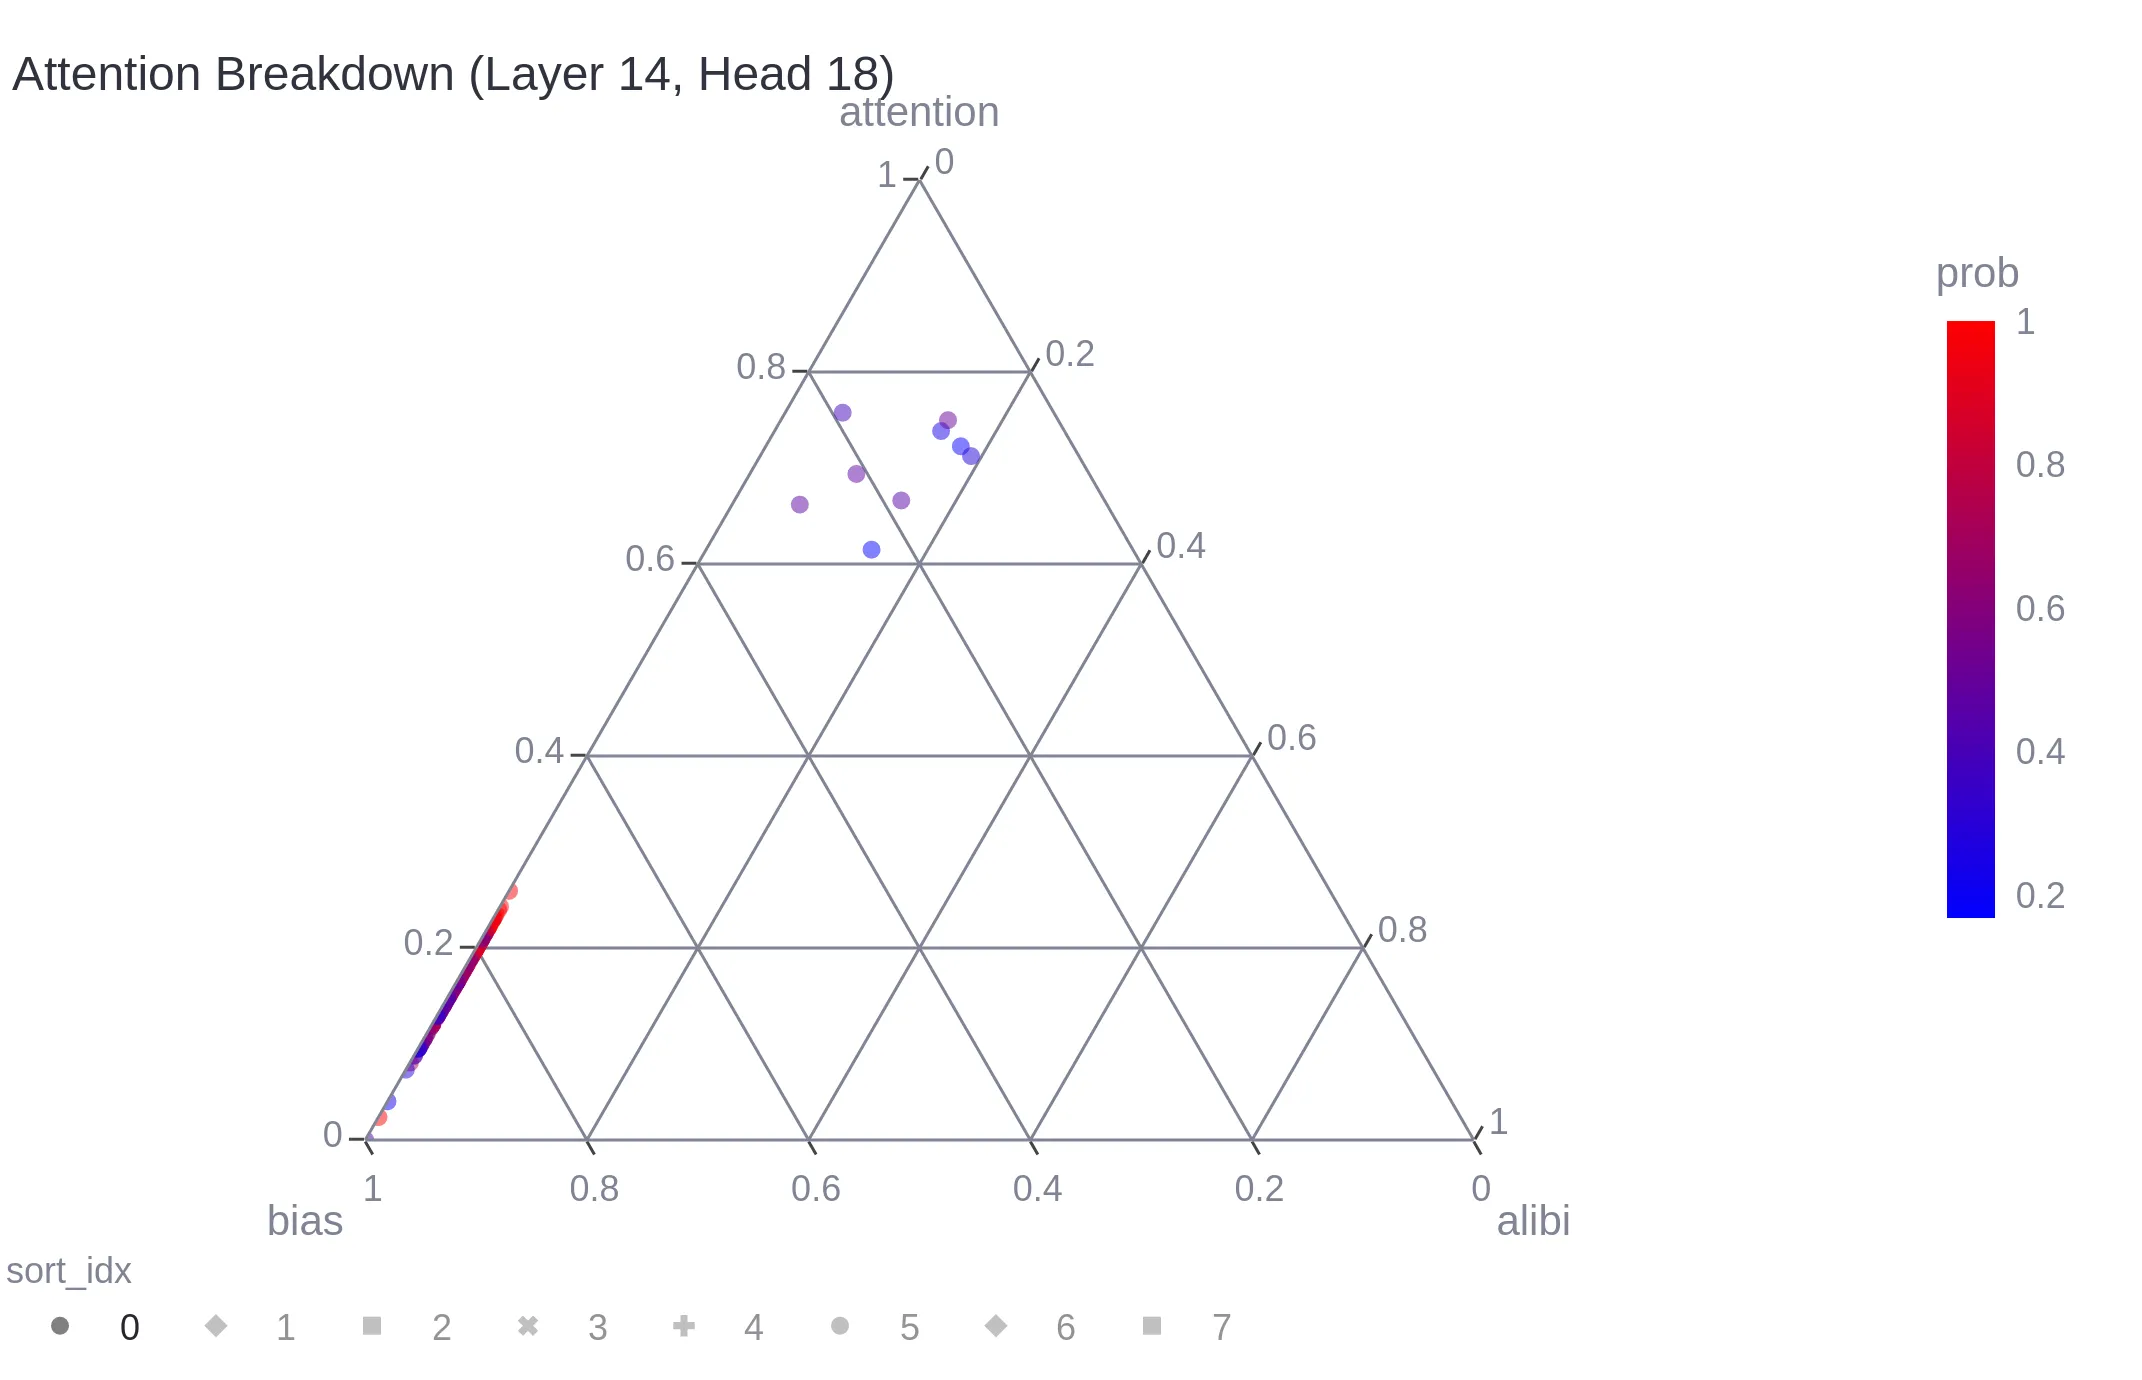 Attention Breakdown (Layer 14, Head 18)
attention
1 0
prob
1
0.8 0.2
0.8
0.6 0.4
0.6
0.4 0.6
0.4
0.2 0.8
0.2
0 1
1 0.8 0.6 0.4 0.2 0
bias alibi
sort_idx
0 1 2 3 4 5 6 7